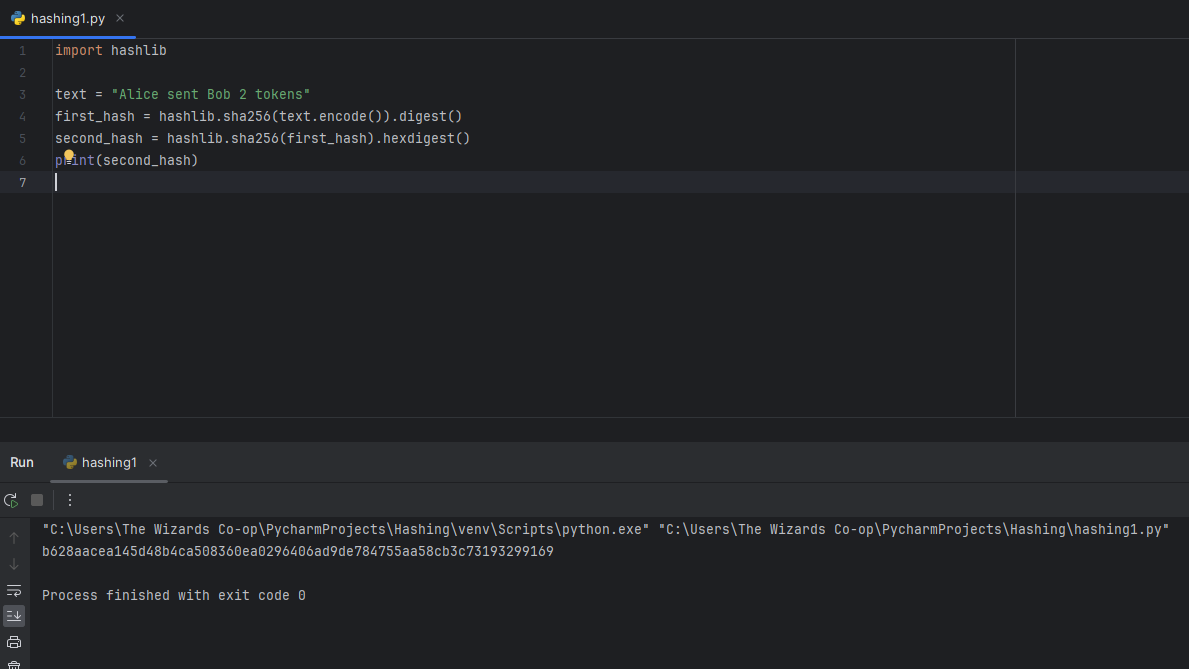 hashing1.py
1 import hashlib
2
3 text = "Alice sent Bob 2 tokens"
4 first_hash = hashlib.sha256(text.encode()).digest()
5 second_hash = hashlib.sha256(first_hash).hexdigest()
6 print(second_hash)
7
Run hashing1
"C:\Users\The Wizards Co-op\PycharmProjects\Hashing\venv\Scripts\python.exe" "C:\Users\The Wizards Co-op\PycharmProjects\Hashing\hashing1.py"
b628aacea145d48b4ca508360ea0296406ad9de784755aa58cb3c73193299169
Process finished with exit code 0